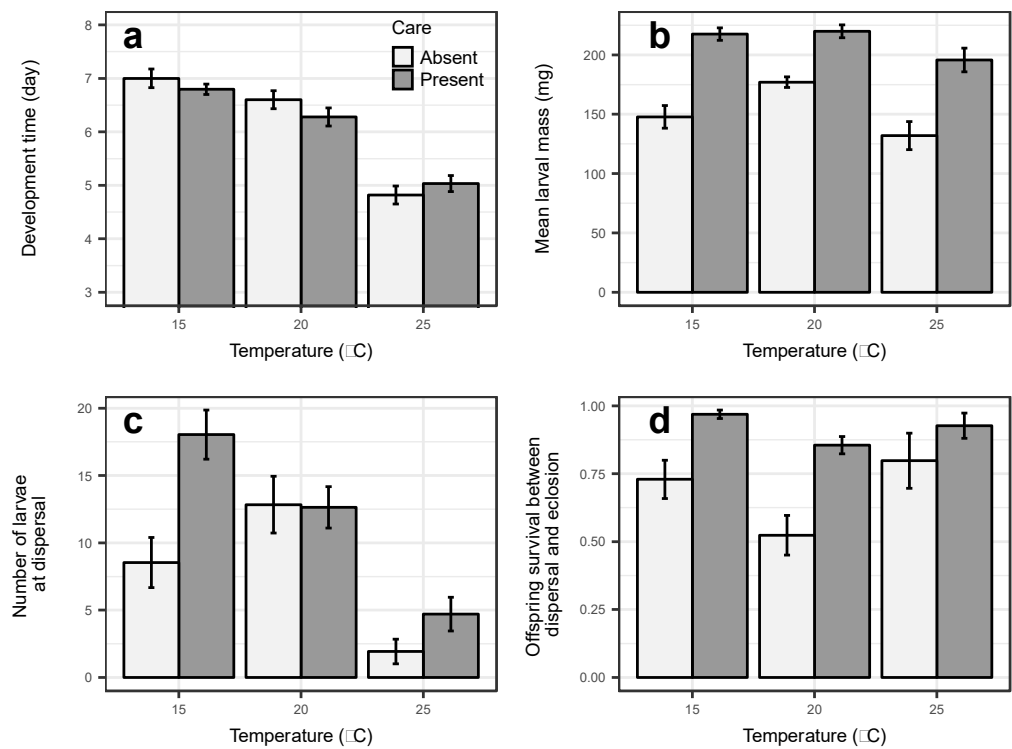 a
Care
Absent
Present
Development time (day)
8
7
6
5
4
3
15 20 25
Temperature (□C)
b
Mean larval mass (mg)
200
150
100
50
0
15 20 25
Temperature (□C)
c
Number of larvae
at dispersal
20
15
10
5
0
15 20 25
Temperature (□C)
d
Offspring survival between
dispersal and eclosion
1.00
0.75
0.50
0.25
0.00
15 20 25
Temperature (□C)